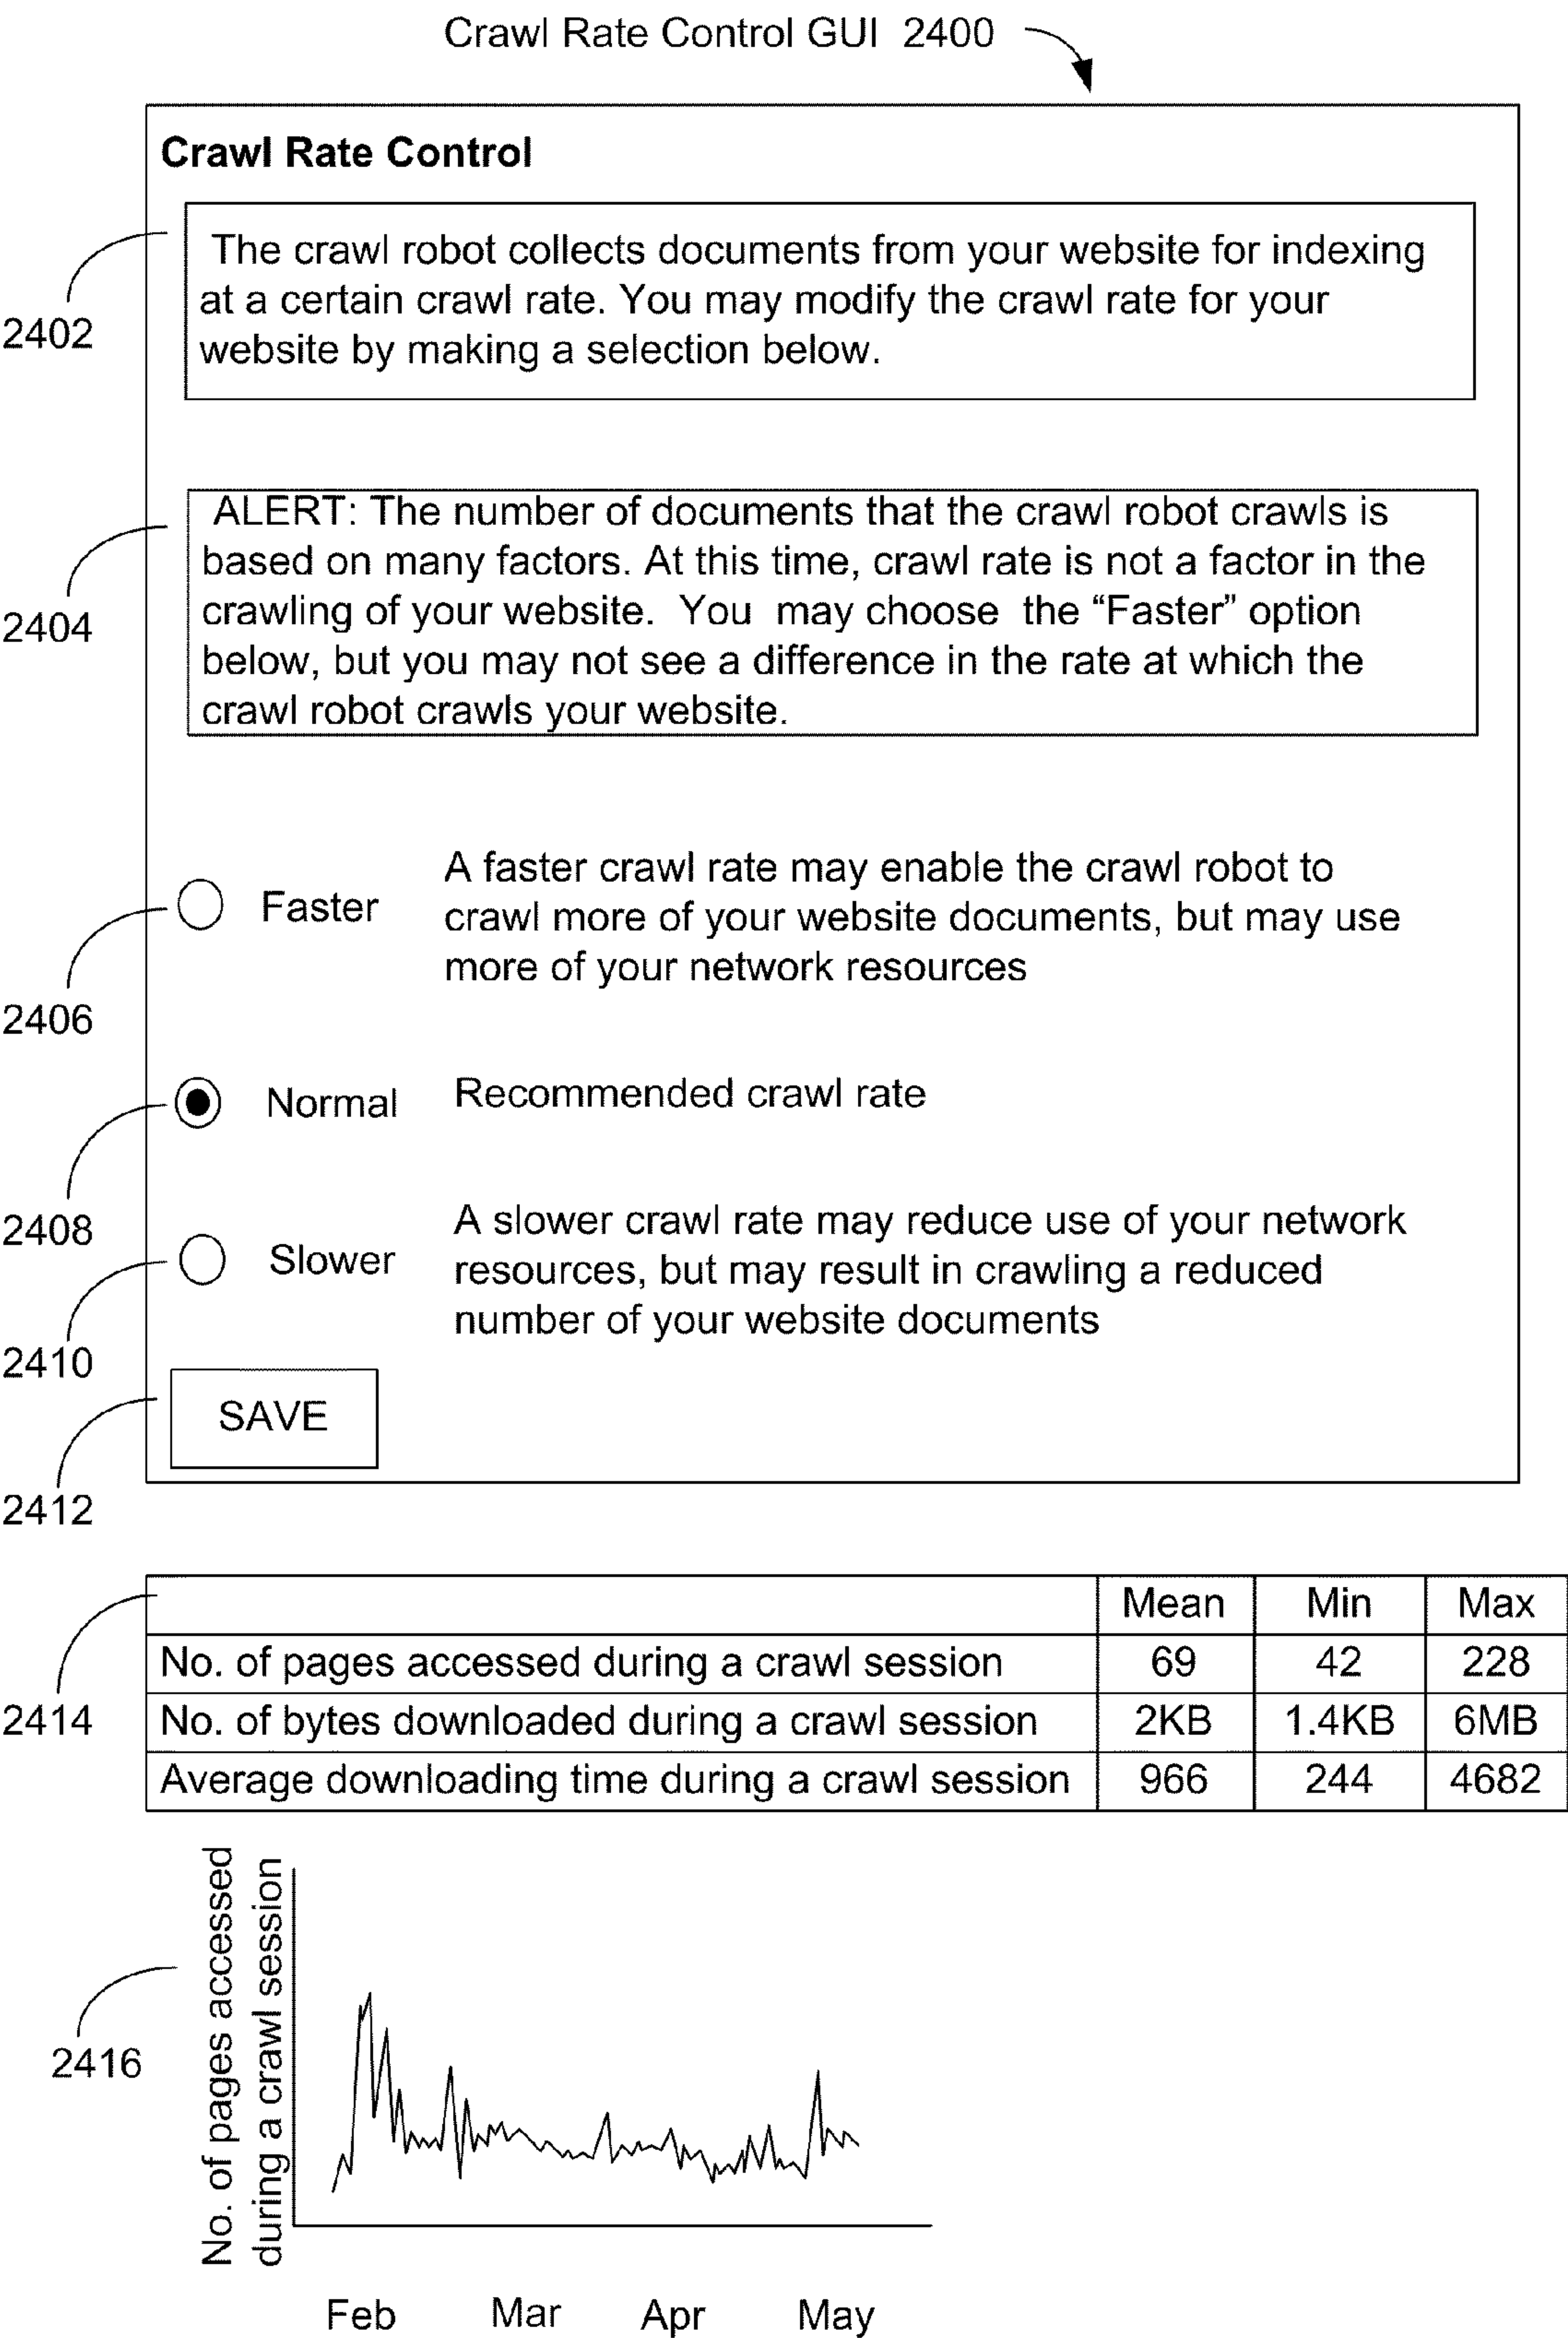 Crawl Rate Control GUI 2400
Crawl Rate Control
The crawl robot collects documents from your website for indexing
at a certain crawl rate. You may modify the crawl rate for your
website by making a selection below.
2402
ALERT: The number of documents that the crawl robot crawls is
based on many factors. At this time, crawl rate is not a factor in the
crawling of your website. You may choose the “Faster” option
below, but you may not see a difference in the rate at which the
crawl robot crawls your website.
2404
Faster
A faster crawl rate may enable the crawl robot to
crawl more of your website documents, but may use
more of your network resources
2406
Normal
Recommended crawl rate
2408
Slower
A slower crawl rate may reduce use of your network
resources, but may result in crawling a reduced
number of your website documents
2410
SAVE
2412
Mean Min Max
No. of pages accessed during a crawl session 69 42 228
No. of bytes downloaded during a crawl session 2KB 1.4KB 6MB
Average downloading time during a crawl session 966 244 4682
2414
No. of pages accessed
during a crawl session
2416
Feb Mar Apr May